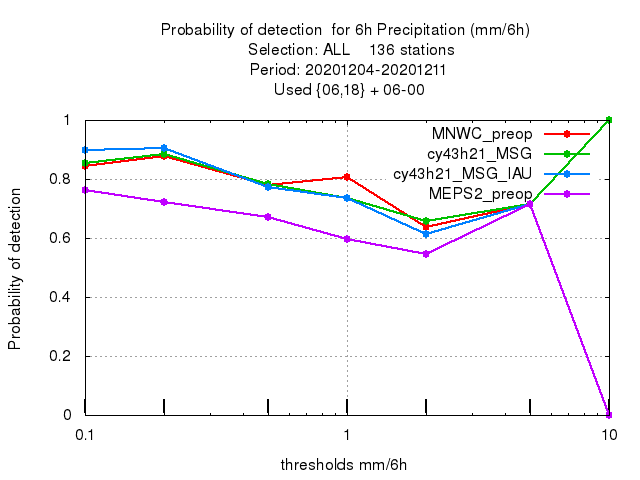 Probability of detection  for 6h Precipitation (mm/6h)
Selection: ALL    136 stations
Period: 20201204-20201211
Used {06,18} + 06-00
MNWC_preop
cy43h21_MSG
cy43h21_MSG_IAU
MEPS2_preop
Probability of detection
1
0.8
0.6
0.4
0.2
0
0.1
1
10
thresholds mm/6h